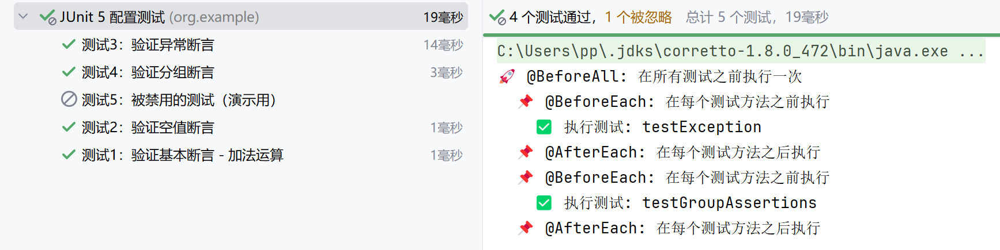 JUnit 5 配置测试 (org.example) 19毫秒
测试3：验证异常断言 14毫秒
测试4：验证分组断言 3毫秒
测试5：被禁用的测试（演示用）
测试2：验证空值断言 1毫秒
测试1：验证基本断言 - 加法运算 1毫秒
4 个测试通过，1 个被忽略 总计 5 个测试，19毫秒
C:\Users\pp\.jdks\corretto-1.8.0_472\bin\java.exe ...
🚀 @BeforeAll: 在所有测试之前执行一次
📌 @BeforeEach: 在每个测试方法之前执行
✅ 执行测试: testException
📌 @AfterEach: 在每个测试方法之后执行
📌 @BeforeEach: 在每个测试方法之前执行
✅ 执行测试: testGroupAssertions
📌 @AfterEach: 在每个测试方法之后执行